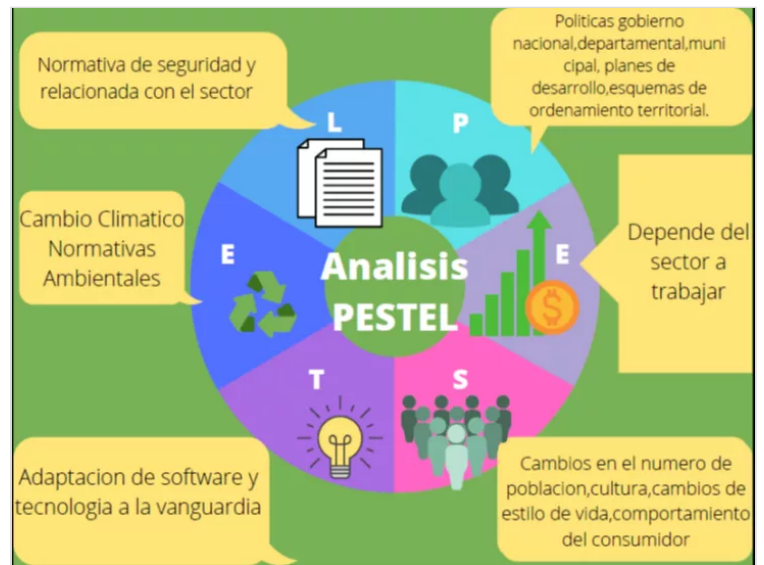 Normativa de seguridad y
relacionada con el sector
Politicas gobierno
nacional,departamental,muni
cipal, planes de
desarrollo,esquemas de
ordenamiento territorial.
L
P
Cambio Climatico
Normativas
Ambientales
E
E
Depende del
sector a
trabajar
Analisis
PESTEL
$
T
S
Adaptacion de software y
tecnologia a la vanguardia
Cambios en el numero de
poblacion,cultura,cambios de
estilo de vida,comportamiento
del consumidor